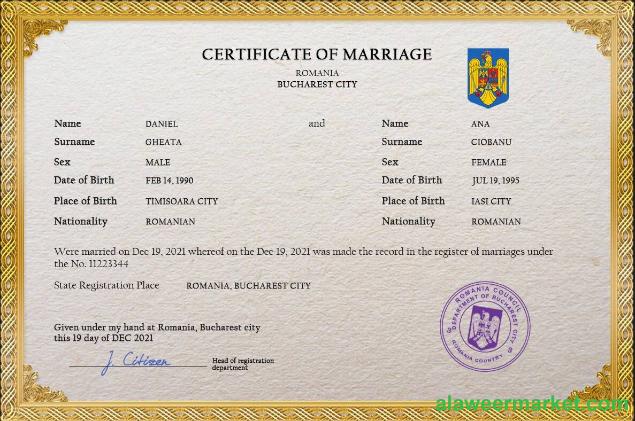 CERTIFICATE OF MARRIAGE
ROMANIA
BUCHAREST CITY
Name DANIEL and Name ANA
Surname GHEATA Surname CIOBANU
Sex MALE Sex FEMALE
Date of Birth FEB 14, 1990 Date of Birth JUL 19, 1995
Place of Birth TIMISOARA CITY Place of Birth IASI CITY
Nationality ROMANIAN Nationality ROMANIAN
Were married on Dec 19, 2021 whereof on the Dec 19, 2021 was made the record in the register of marriages under
the No. 11223344
State Registration Place ROMANIA, BUCHAREST CITY
ROMANIA COUNCIL
DEPARTMENT OF BUCHAREST CITY
ROMANIA COUNTRY
Given under my hand at Romania, Bucharest city
this 19 day of DEC 2021
J. Citizen Head of registration
department
alaweermarket.com